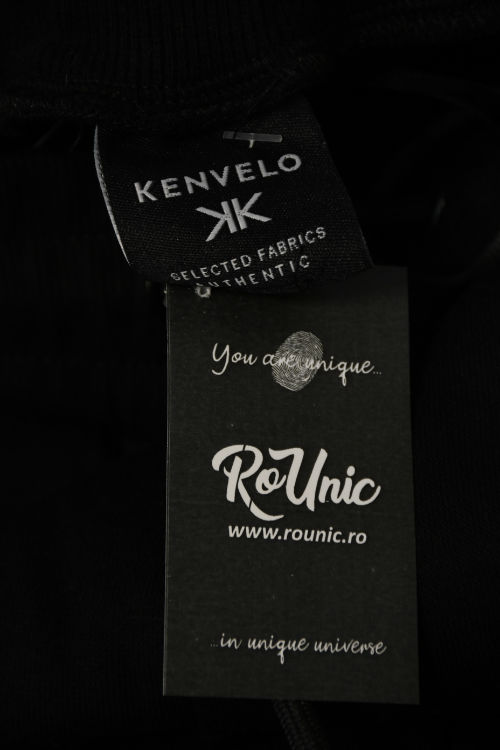 KENVELO
SELECTED FABRICS
AUTHENTIC
You are unique...
RoUnic
www.rounic.ro
...in unique universe